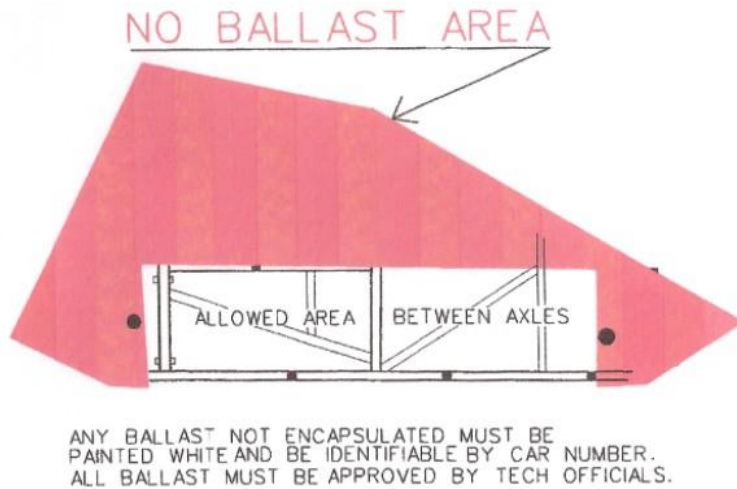 NO BALLAST AREA
ALLOWED AREA BETWEEN AXLES
ANY BALLAST NOT ENCAPSULATED MUST BE
PAINTED WHITE AND BE IDENTIFIABLE BY CAR NUMBER.
ALL BALLAST MUST BE APPROVED BY TECH OFFICIALS.